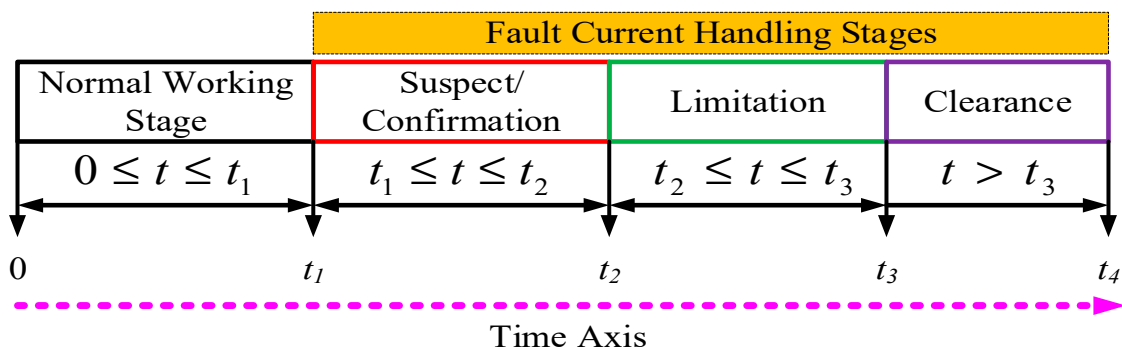 Fault Current Handling Stages
Normal Working
Stage
Suspect/
Confirmation
Limitation
Clearance
0 ≤ t ≤ t₁
t₁ ≤ t ≤ t₂
t₂ ≤ t ≤ t₃
t > t₃
0
t₁
t₂
t₃
t₄
Time Axis